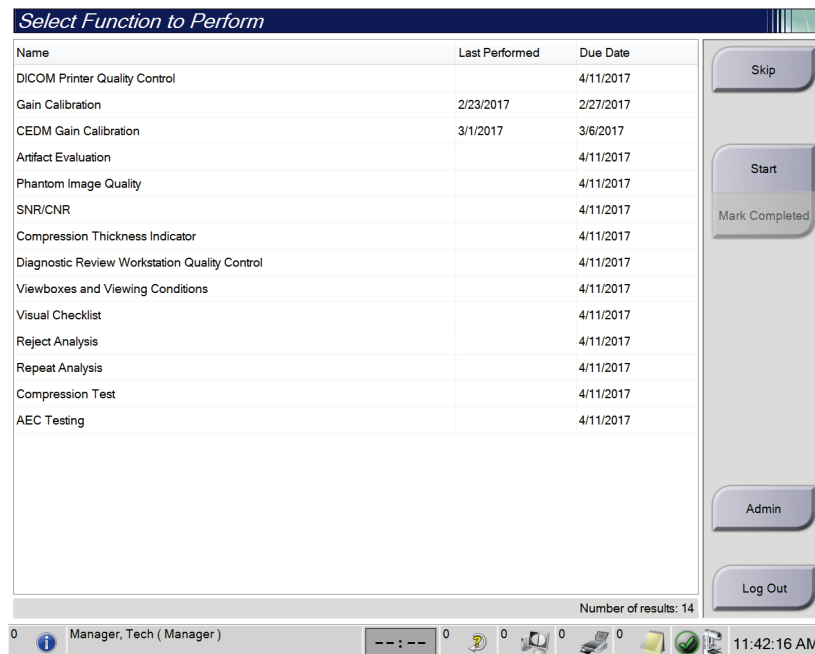 Select Function to Perform
Name Last Performed Due Date
DICOM Printer Quality Control 4/11/2017
Gain Calibration 2/23/2017 2/27/2017
CEDM Gain Calibration 3/1/2017 3/6/2017
Artifact Evaluation 4/11/2017
Phantom Image Quality 4/11/2017
SNR/CNR 4/11/2017
Compression Thickness Indicator 4/11/2017
Diagnostic Review Workstation Quality Control 4/11/2017
Viewboxes and Viewing Conditions 4/11/2017
Visual Checklist 4/11/2017
Reject Analysis 4/11/2017
Repeat Analysis 4/11/2017
Compression Test 4/11/2017
AEC Testing 4/11/2017
Number of results: 14
Skip
Start
Mark Completed
Admin
Log Out
0 Manager, Tech ( Manager ) --:-- 0 0 0 0 11:42:16 AM